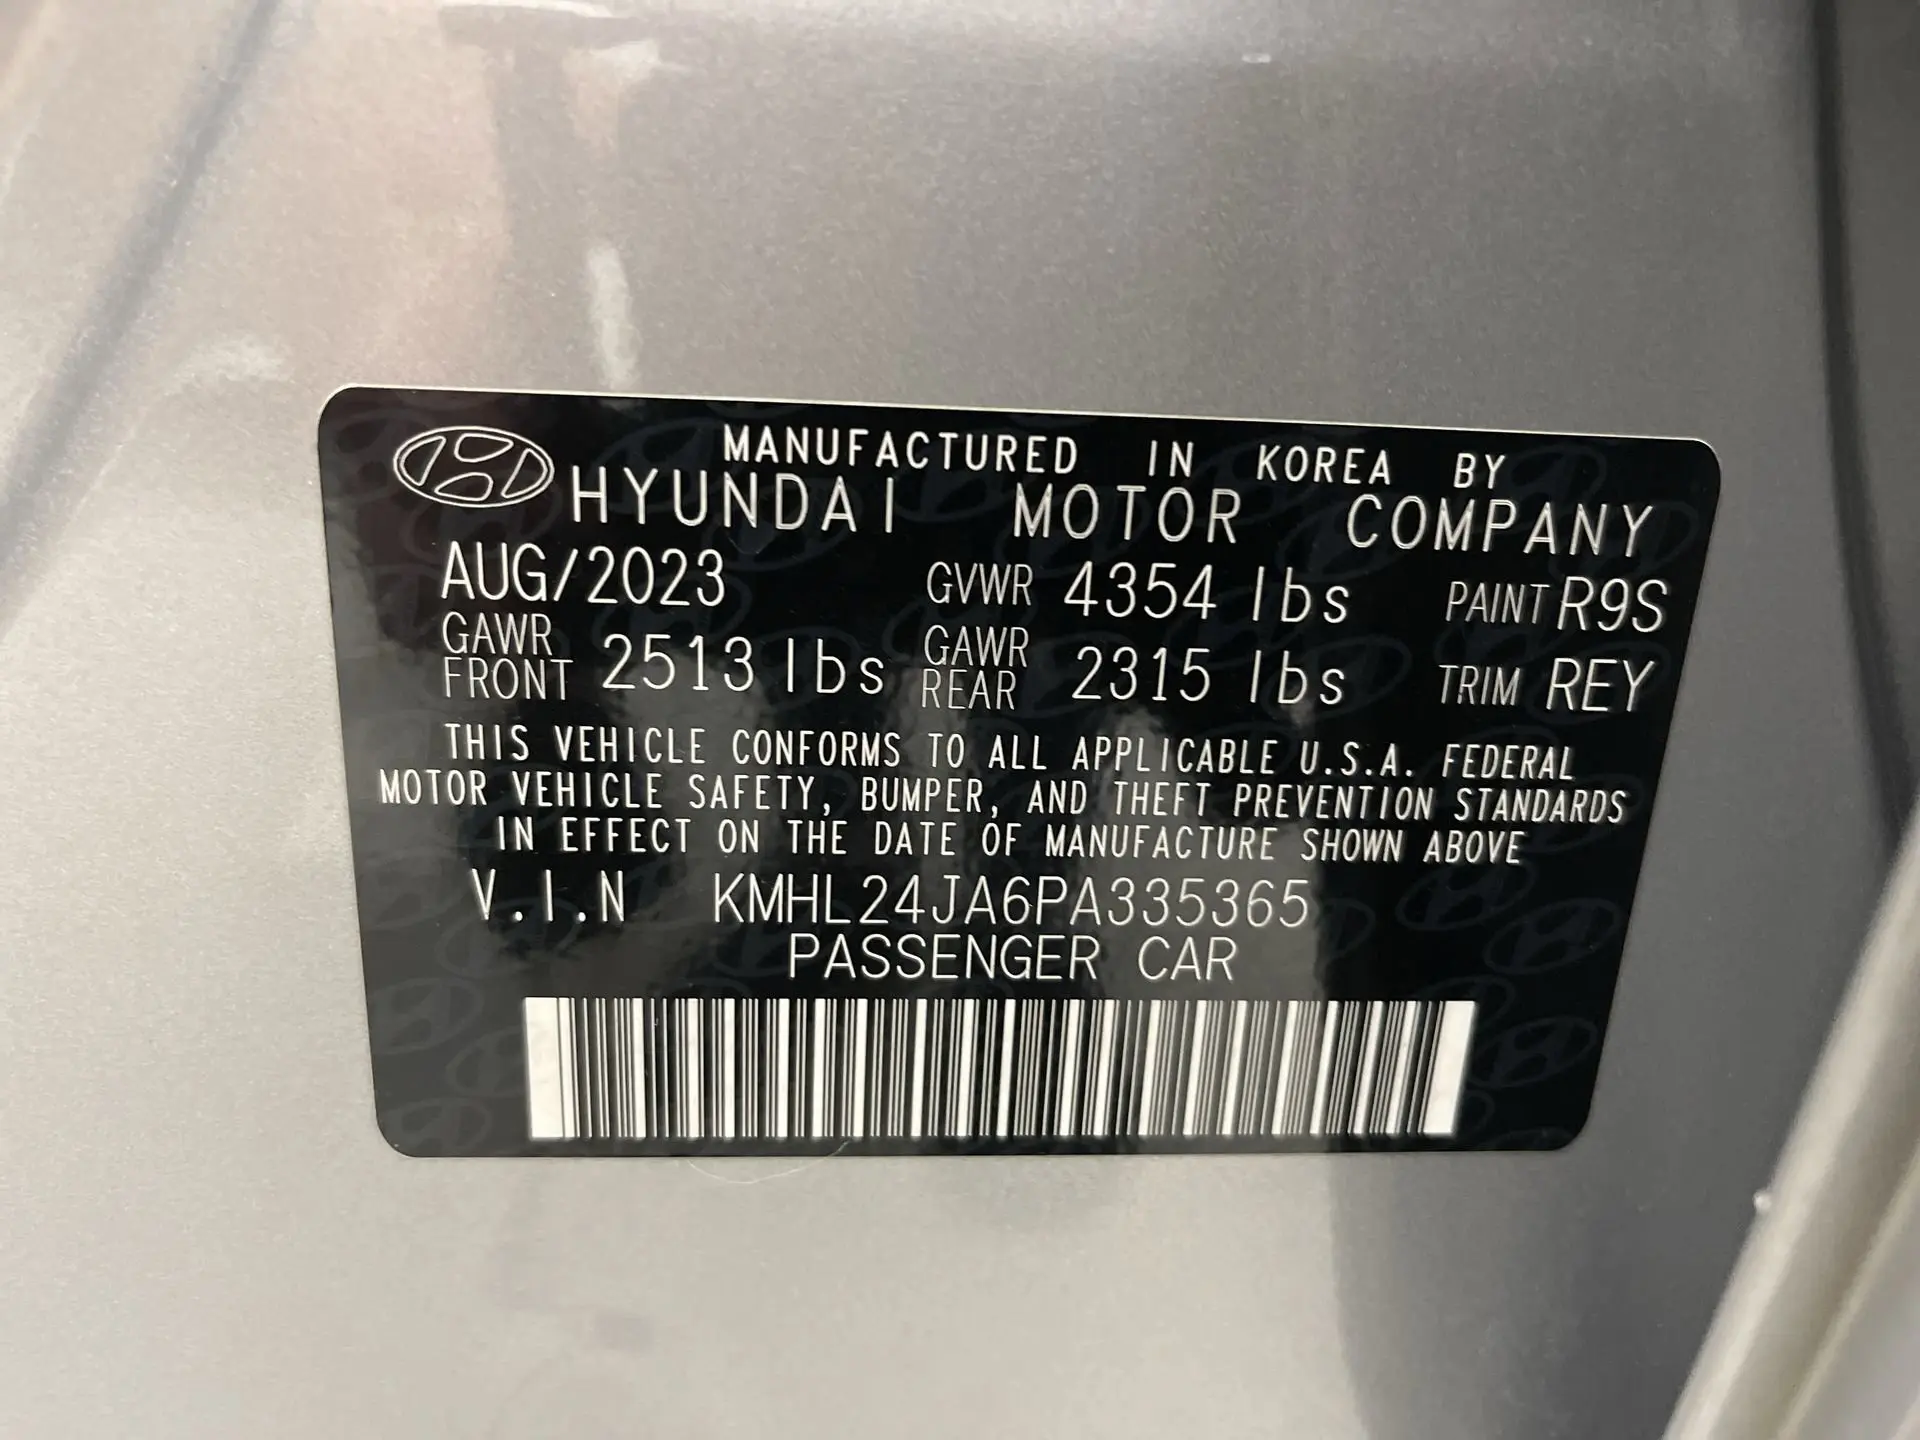 MANUFACTURED IN KOREA BY
HYUNDAI MOTOR COMPANY
AUG/2023 GVWR 4354 lbs PAINT R9S
GAWR FRONT 2513 lbs GAWR REAR 2315 lbs TRIM REY
THIS VEHICLE CONFORMS TO ALL APPLICABLE U.S.A. FEDERAL
MOTOR VEHICLE SAFETY, BUMPER, AND THEFT PREVENTION STANDARDS
IN EFFECT ON THE DATE OF MANUFACTURE SHOWN ABOVE
V.I.N KMHL24JA6PA335365
PASSENGER CAR